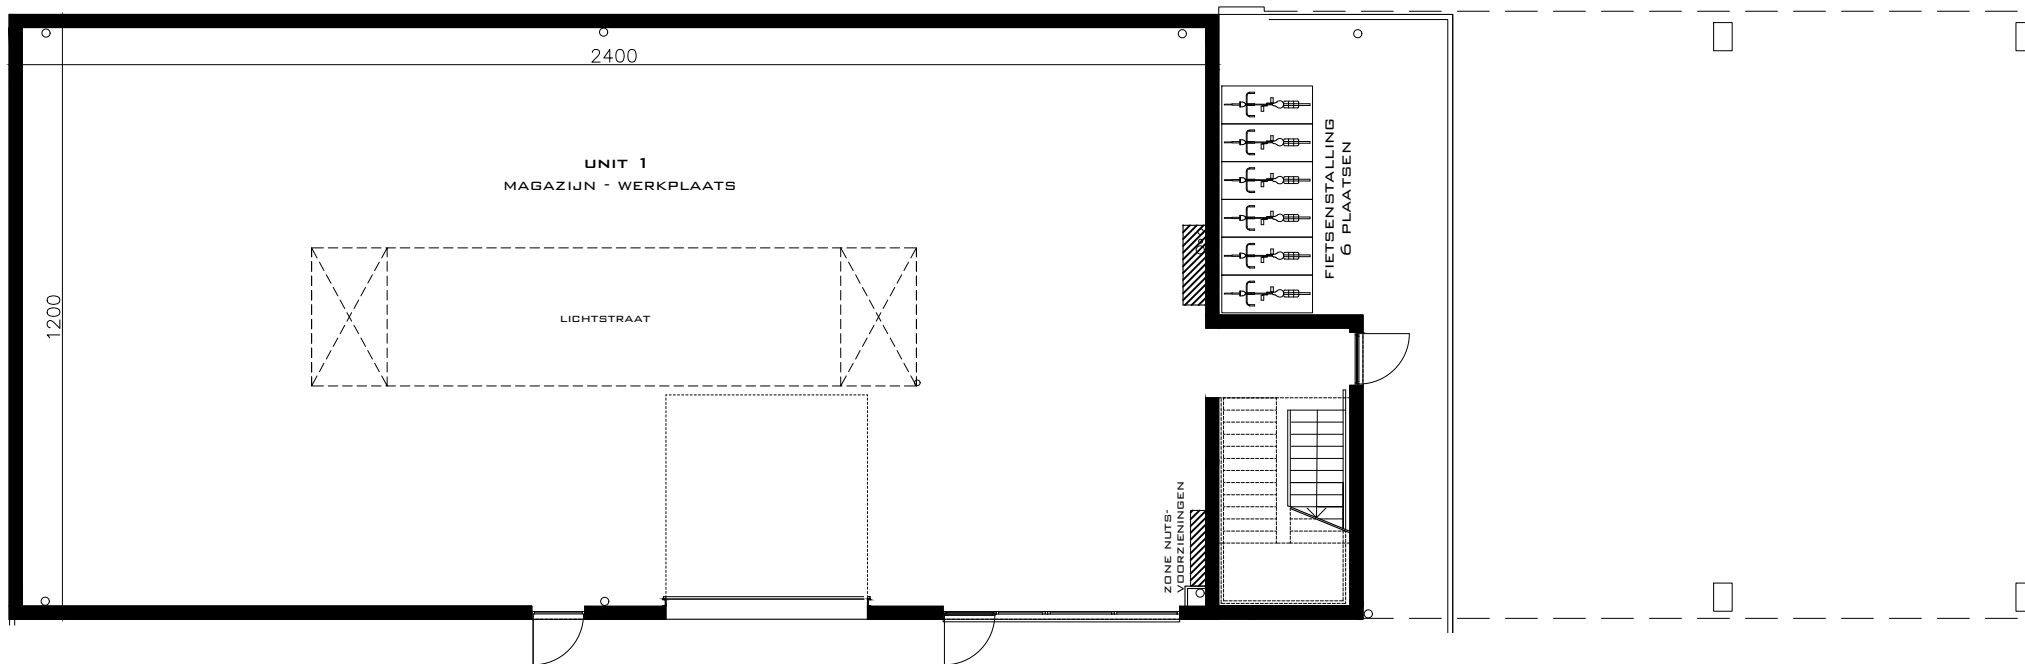 2400
UNIT 1
MAGAZIJN - WERKPLAATS
FIETSENSTALLING
6 PLAATSEN
1200
LICHTSTRAAT
ZONE NUTS-
VOORZIENINGEN